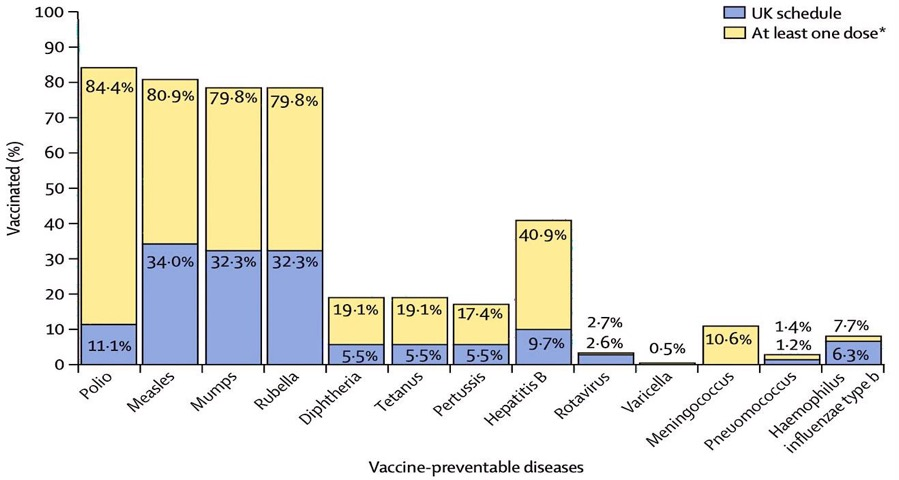 UK schedule
At least one dose*
Vaccinated (%)
100
90
80
70
60
50
40
30
20
10
0
84·4%
11·1%
80·9%
34·0%
79·8%
32·3%
79·8%
32·3%
19·1%
5·5%
19·1%
5·5%
17·4%
5·5%
40·9%
9·7%
2·7%
2·6%
0·5%
10·6%
1·4%
1·2%
7·7%
6·3%
Polio
Measles
Mumps
Rubella
Diphtheria
Tetanus
Pertussis
Hepatitis B
Rotavirus
Varicella
Meningococcus
Pneuomococcus
Haemophilus
influenzae type b
Vaccine-preventable diseases